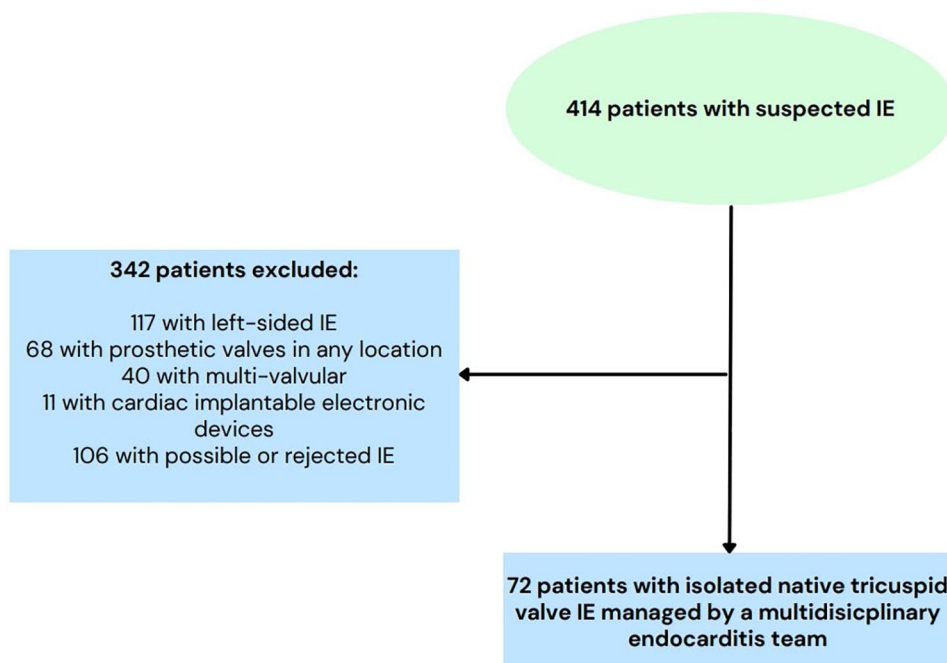 414 patients with suspected IE
342 patients excluded:
117 with left-sided IE
68 with prosthetic valves in any location
40 with multi-valvular
11 with cardiac implantable electronic
devices
106 with possible or rejected IE
72 patients with isolated native tricuspid
valve IE managed by a multidisicplinary
endocarditis team